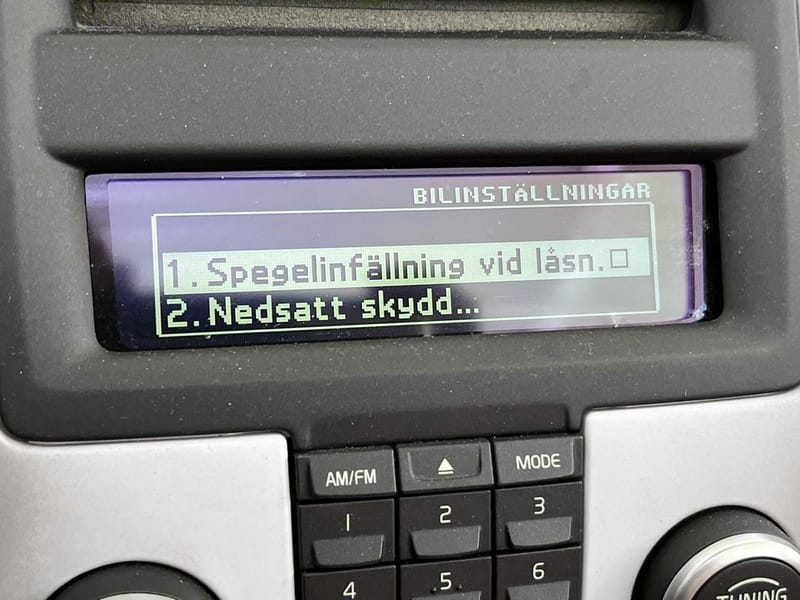 BILINSTÄLLNINGAR
1. Spegelinfällning vid låsn.
2. Nedsatt skydd...
AM/FM
MODE
1
2
3
4
5
6
TUNING